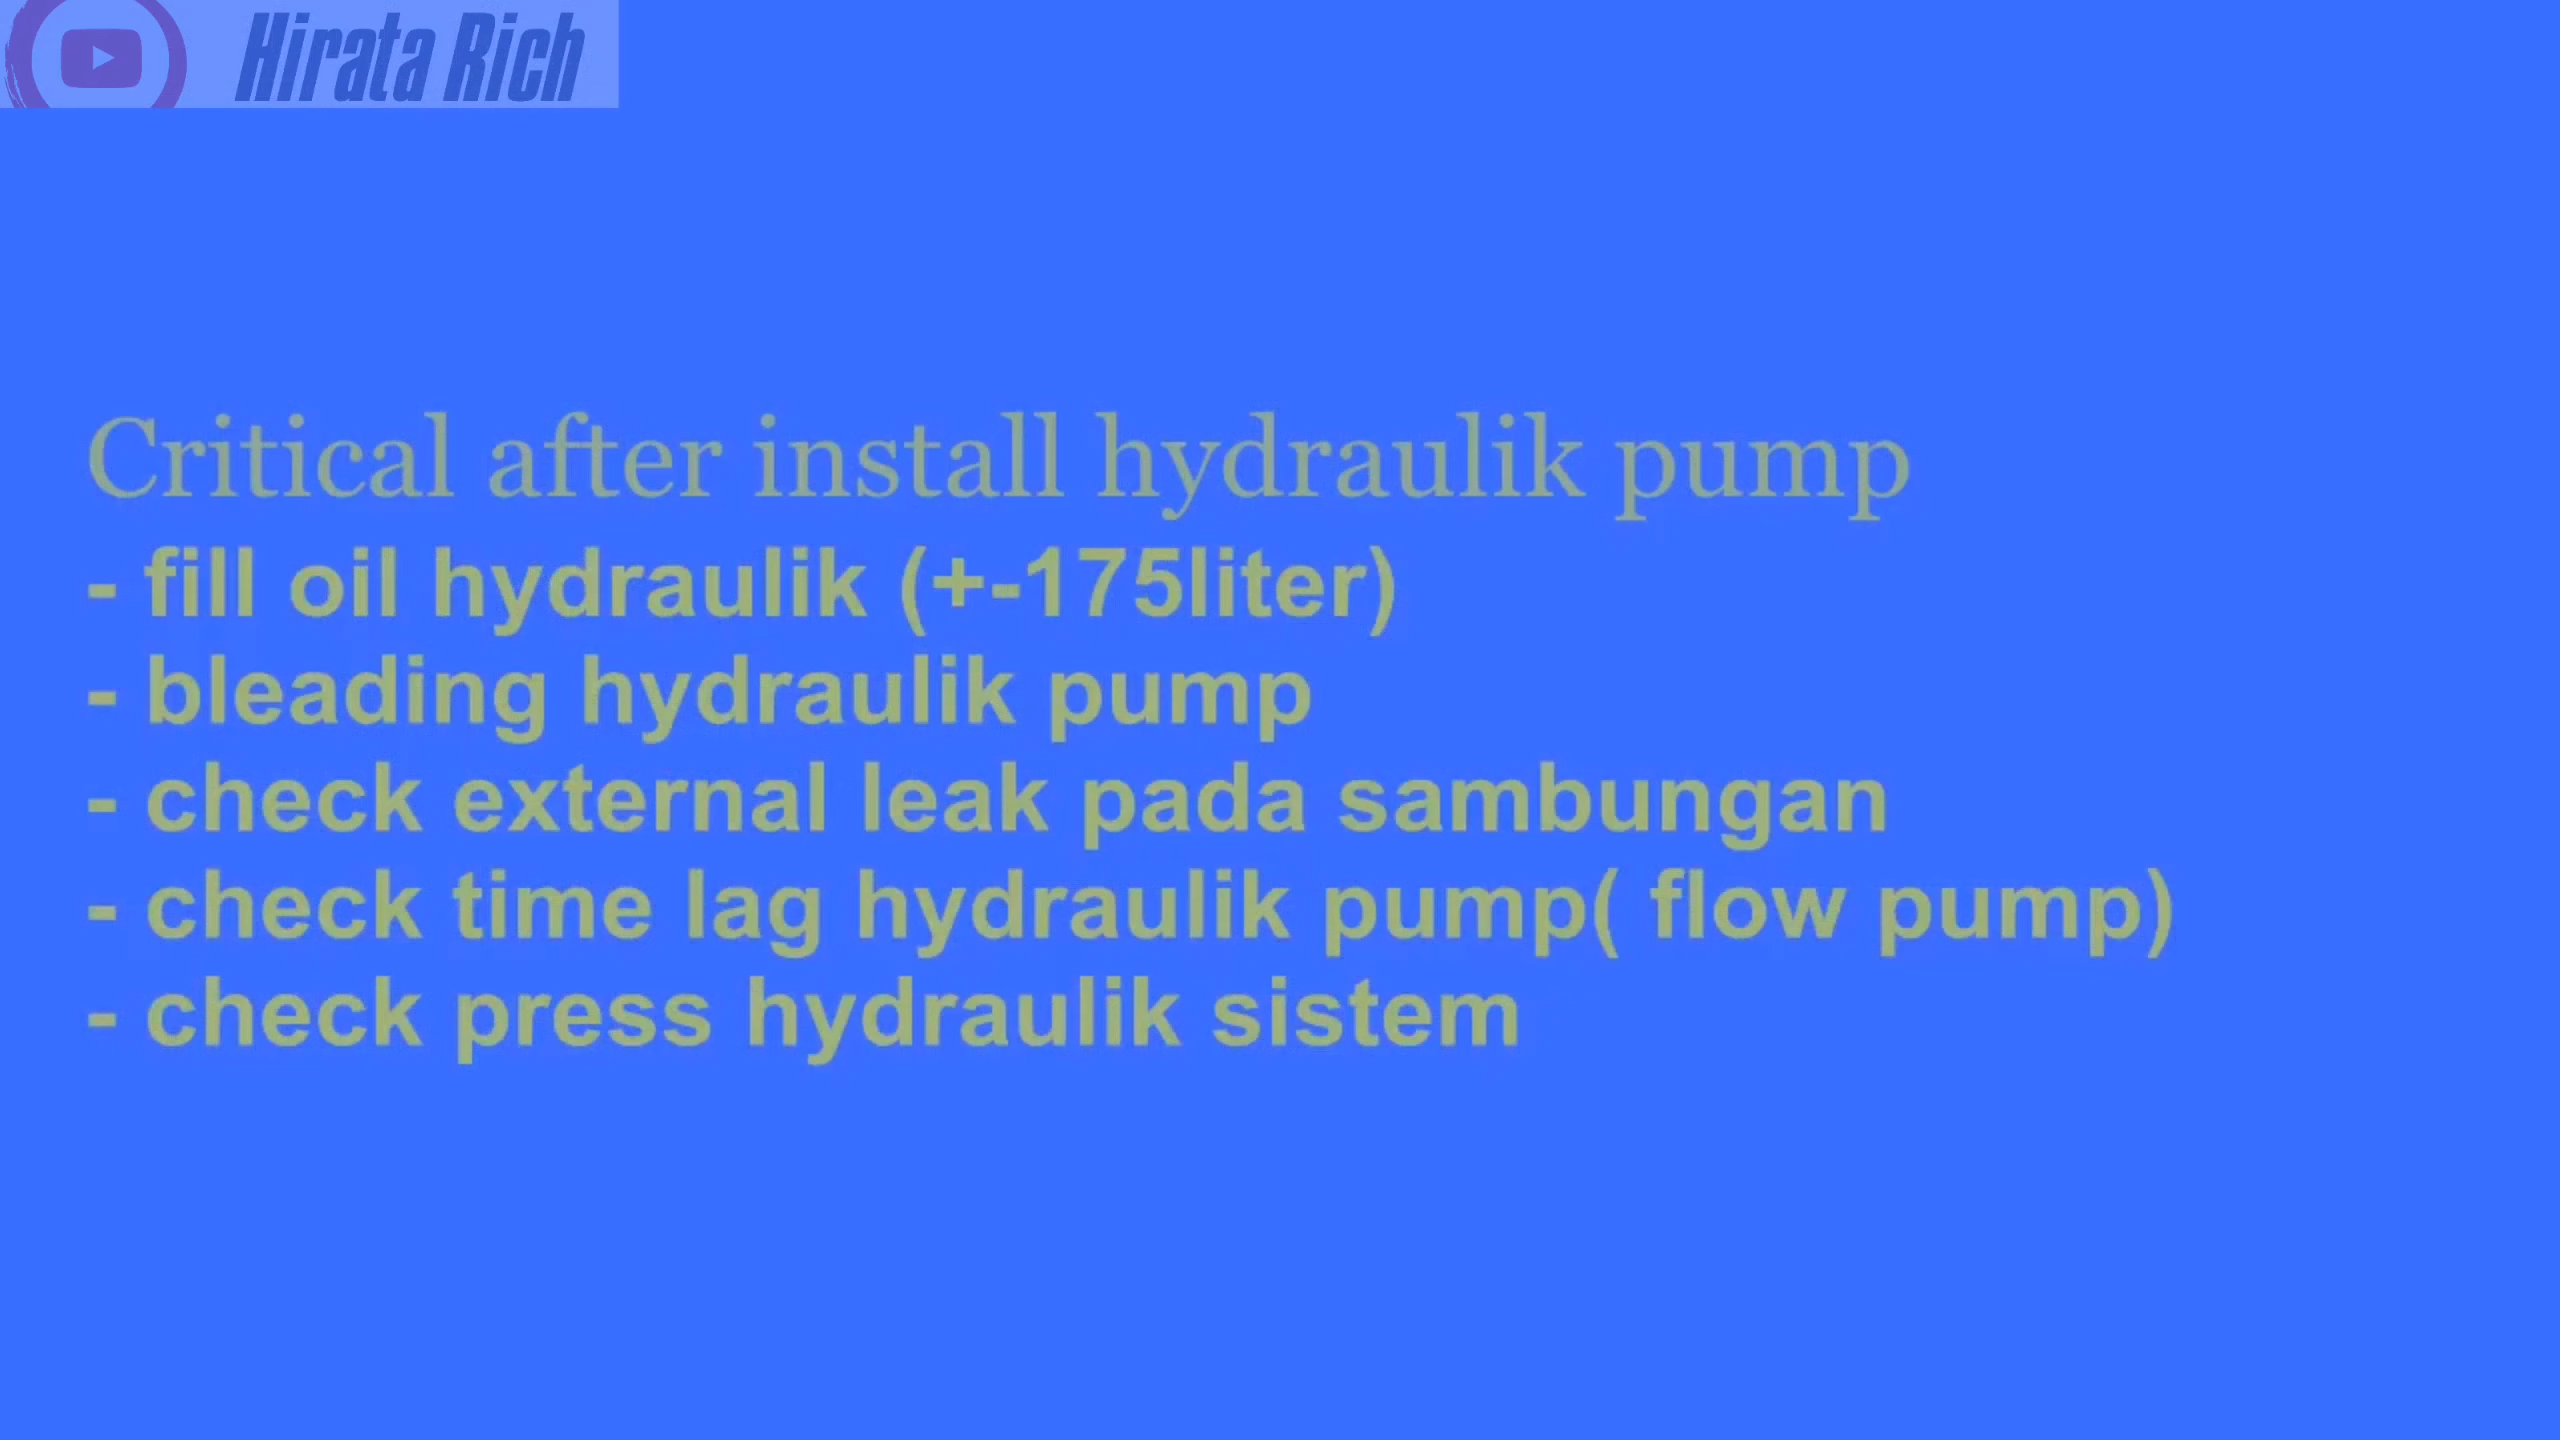 Hirata Rich
Critical after install hydraulik pump
- fill oil hydraulik (+-175liter)
- bleading hydraulik pump
- check external leak pada sambungan
- check time lag hydraulik pump( flow pump)
- check press hydraulik sistem